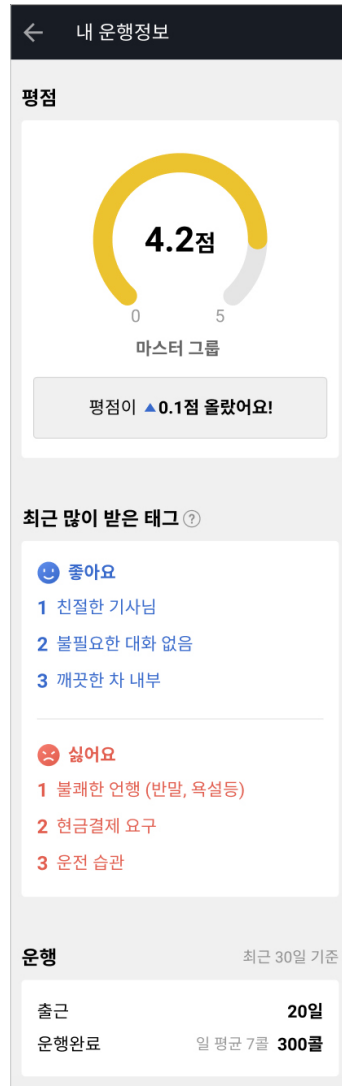 내 운행정보
평점
4.2점
0 5
마스터 그룹
평점이 ▲0.1점 올랐어요!
최근 많이 받은 태그 ?
좋아요
1 친절한 기사님
2 불필요한 대화 없음
3 깨끗한 차 내부
싫어요
1 불쾌한 언행 (반말, 욕설등)
2 현금결제 요구
3 운전 습관
운행 최근 30일 기준
출근 20일
운행완료 일 평균 7콜 300콜